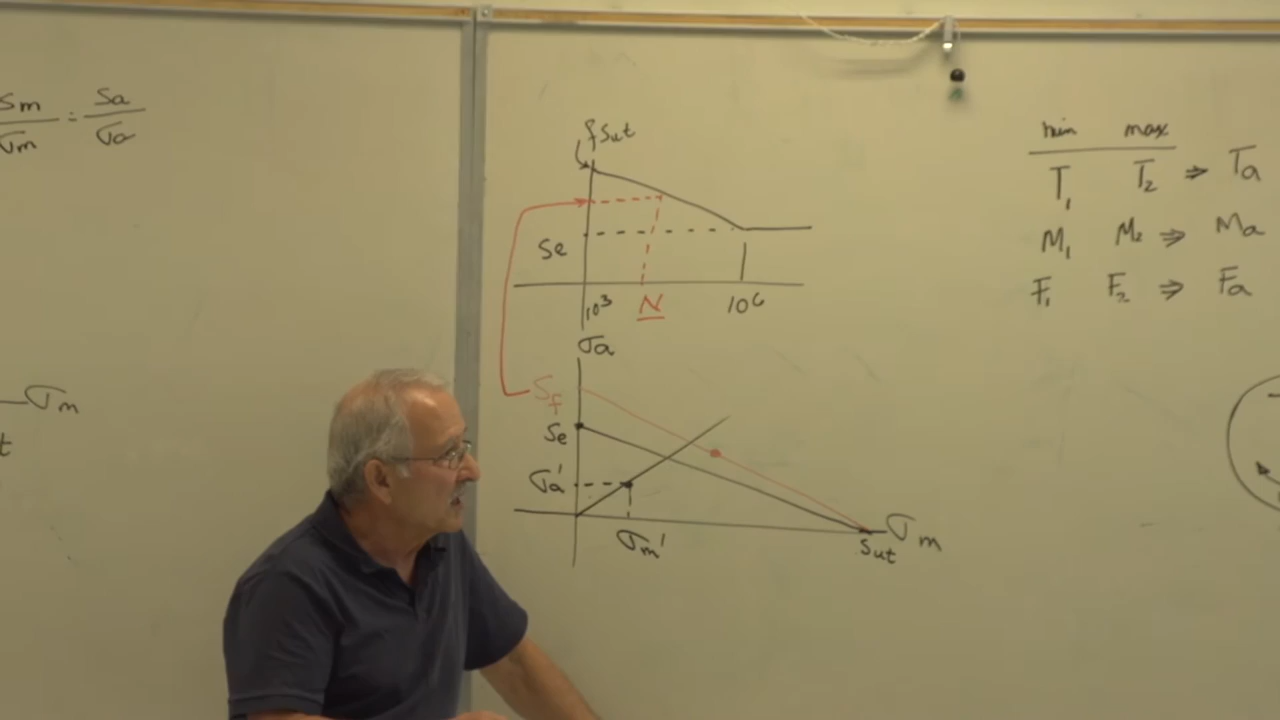 Sm/σm : Sa/σa
σm
t
f Sut
Se
10³ N 10⁶
σa
Sf
Se
σa'
σm'
Sut
σm
min max
T₁ T₂ ⇒ Ta
M₁ M₂ ⇒ Ma
F₁ F₂ ⇒ Fa